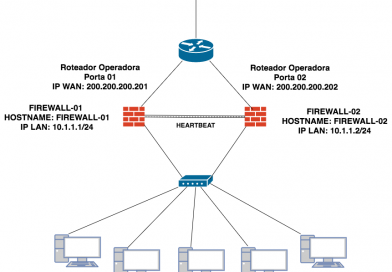 Roteador Operadora
Porta 01
IP WAN: 200.200.200.201
Roteador Operadora
Porta 02
IP WAN: 200.200.200.202
FIREWALL-01
HOSTNAME: FIREWALL-01
IP LAN: 10.1.1.1/24
HEARTBEAT
FIREWALL-02
HOSTNAME: FIREWALL-02
IP LAN: 10.1.1.2/24